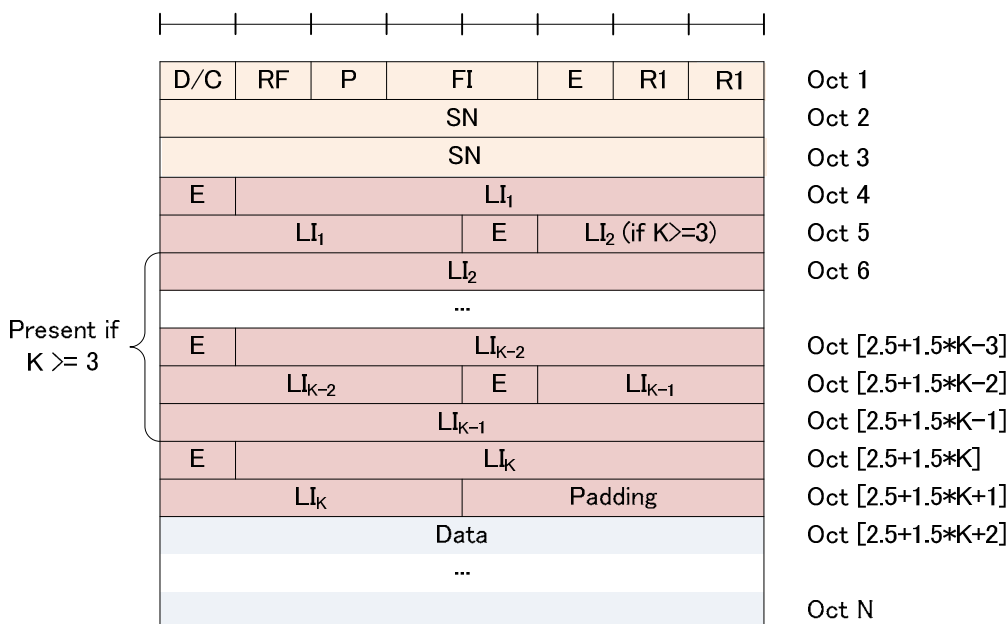 D/C RF P FI E R1 R1 Oct 1
SN Oct 2
SN Oct 3
E LI₁ Oct 4
LI₁ E LI₂ (if K>=3) Oct 5
LI₂ Oct 6
...
Present if
K >= 3
E LIK-2 Oct [2.5+1.5*K-3]
LIK-2 E LIK-1 Oct [2.5+1.5*K-2]
LIK-1 Oct [2.5+1.5*K-1]
E LIK Oct [2.5+1.5*K]
LIK Padding Oct [2.5+1.5*K+1]
Data Oct [2.5+1.5*K+2]
...
Oct N